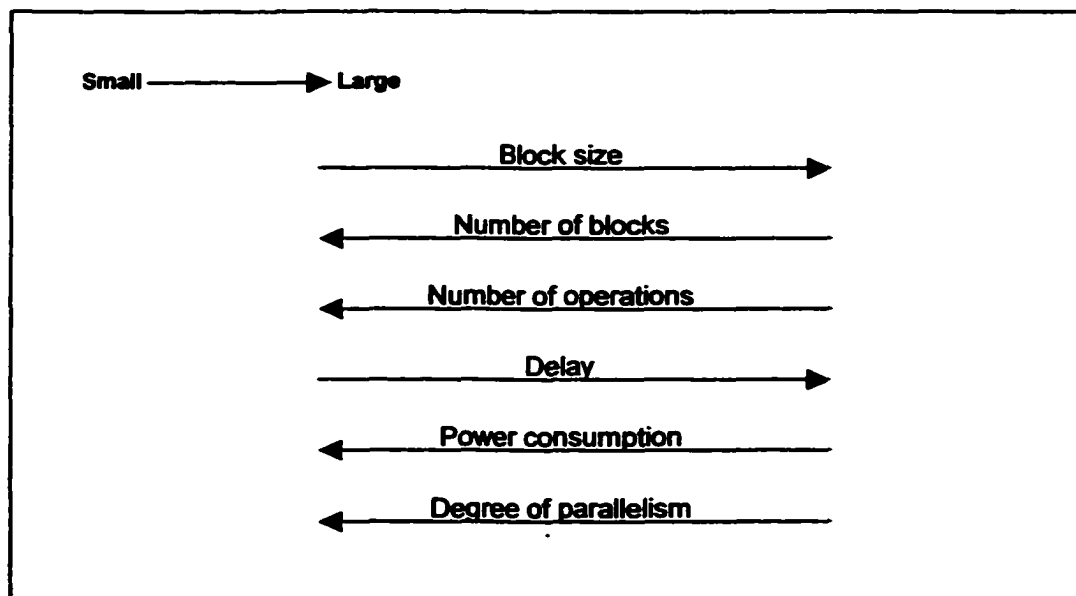 Small Large
Block size
Number of blocks
Number of operations
Delay
Power consumption
Degree of parallelism